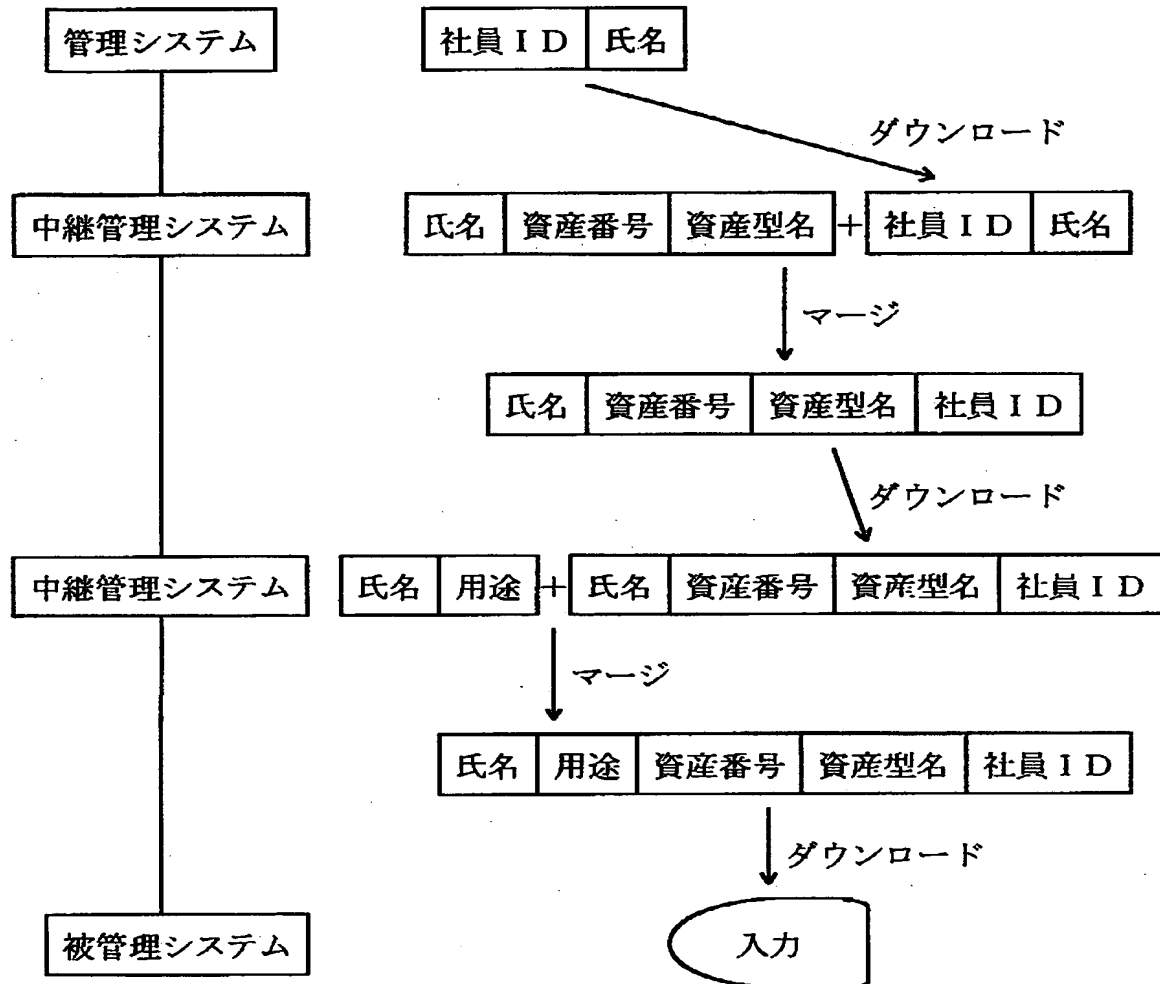 管理システム 社員ID 氏名
ダウンロード
中継管理システム 氏名 資産番号 資産型名 + 社員ID 氏名
マージ
氏名 資産番号 資産型名 社員ID
ダウンロード
中継管理システム 氏名 用途 + 氏名 資産番号 資産型名 社員ID
マージ
氏名 用途 資産番号 資産型名 社員ID
ダウンロード
被管理システム 入力